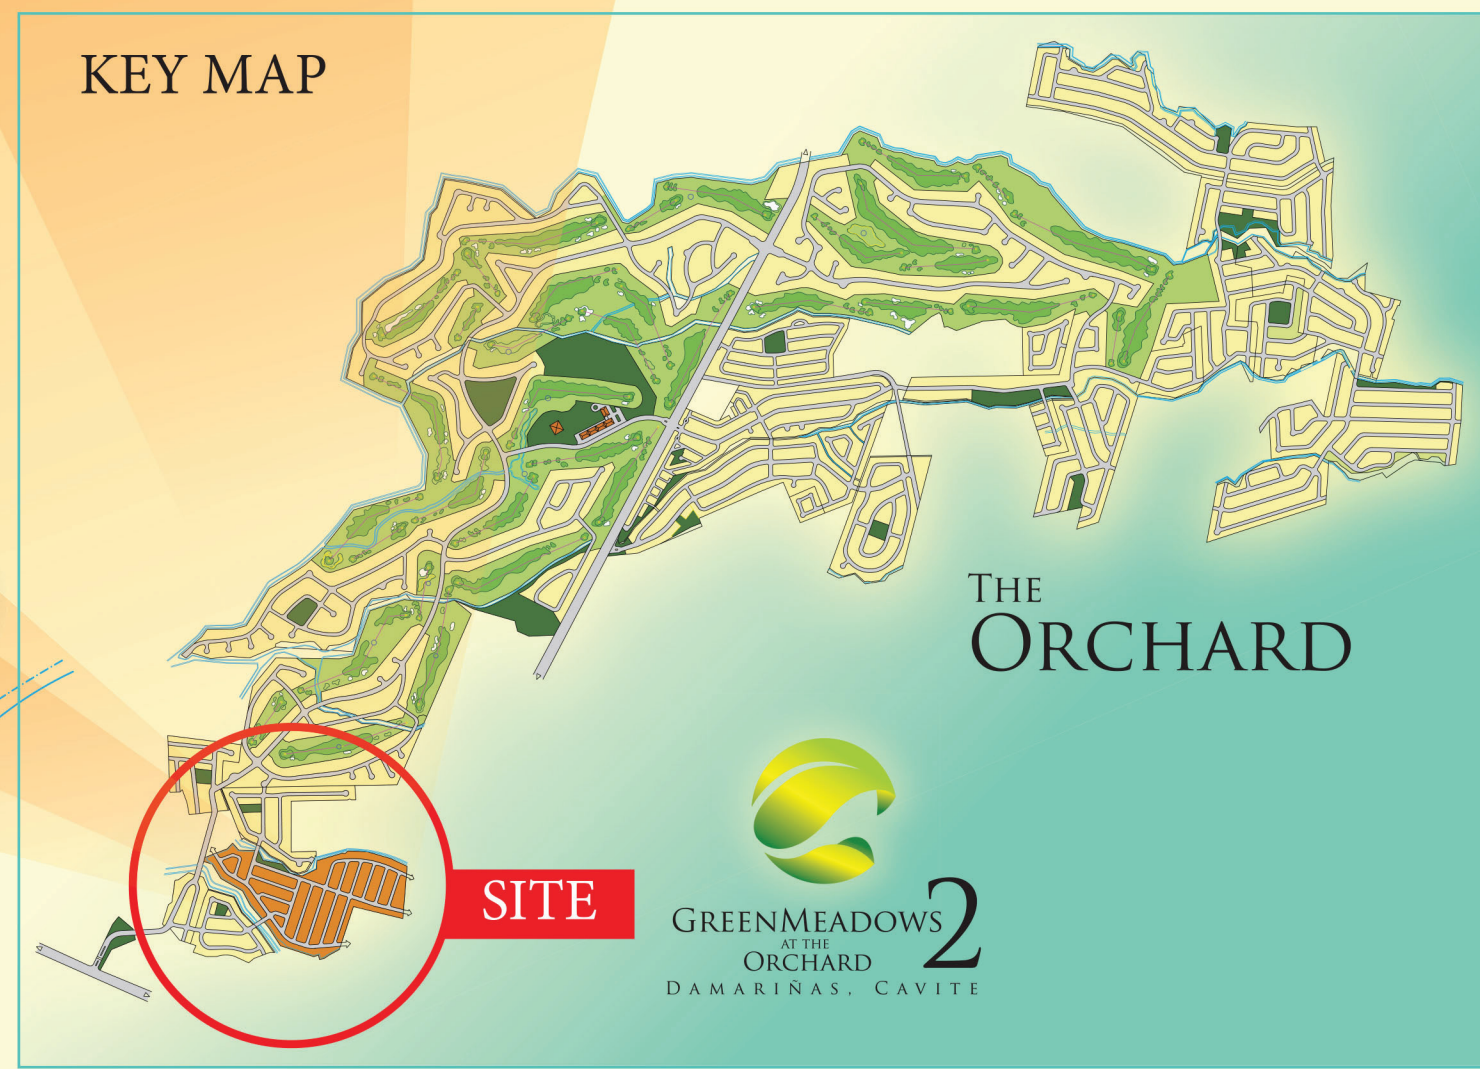 KEY MAP
THE
ORCHARD
SITE
GREENMEADOWS 2
AT THE
ORCHARD
DAMARIÑAS, CAVITE